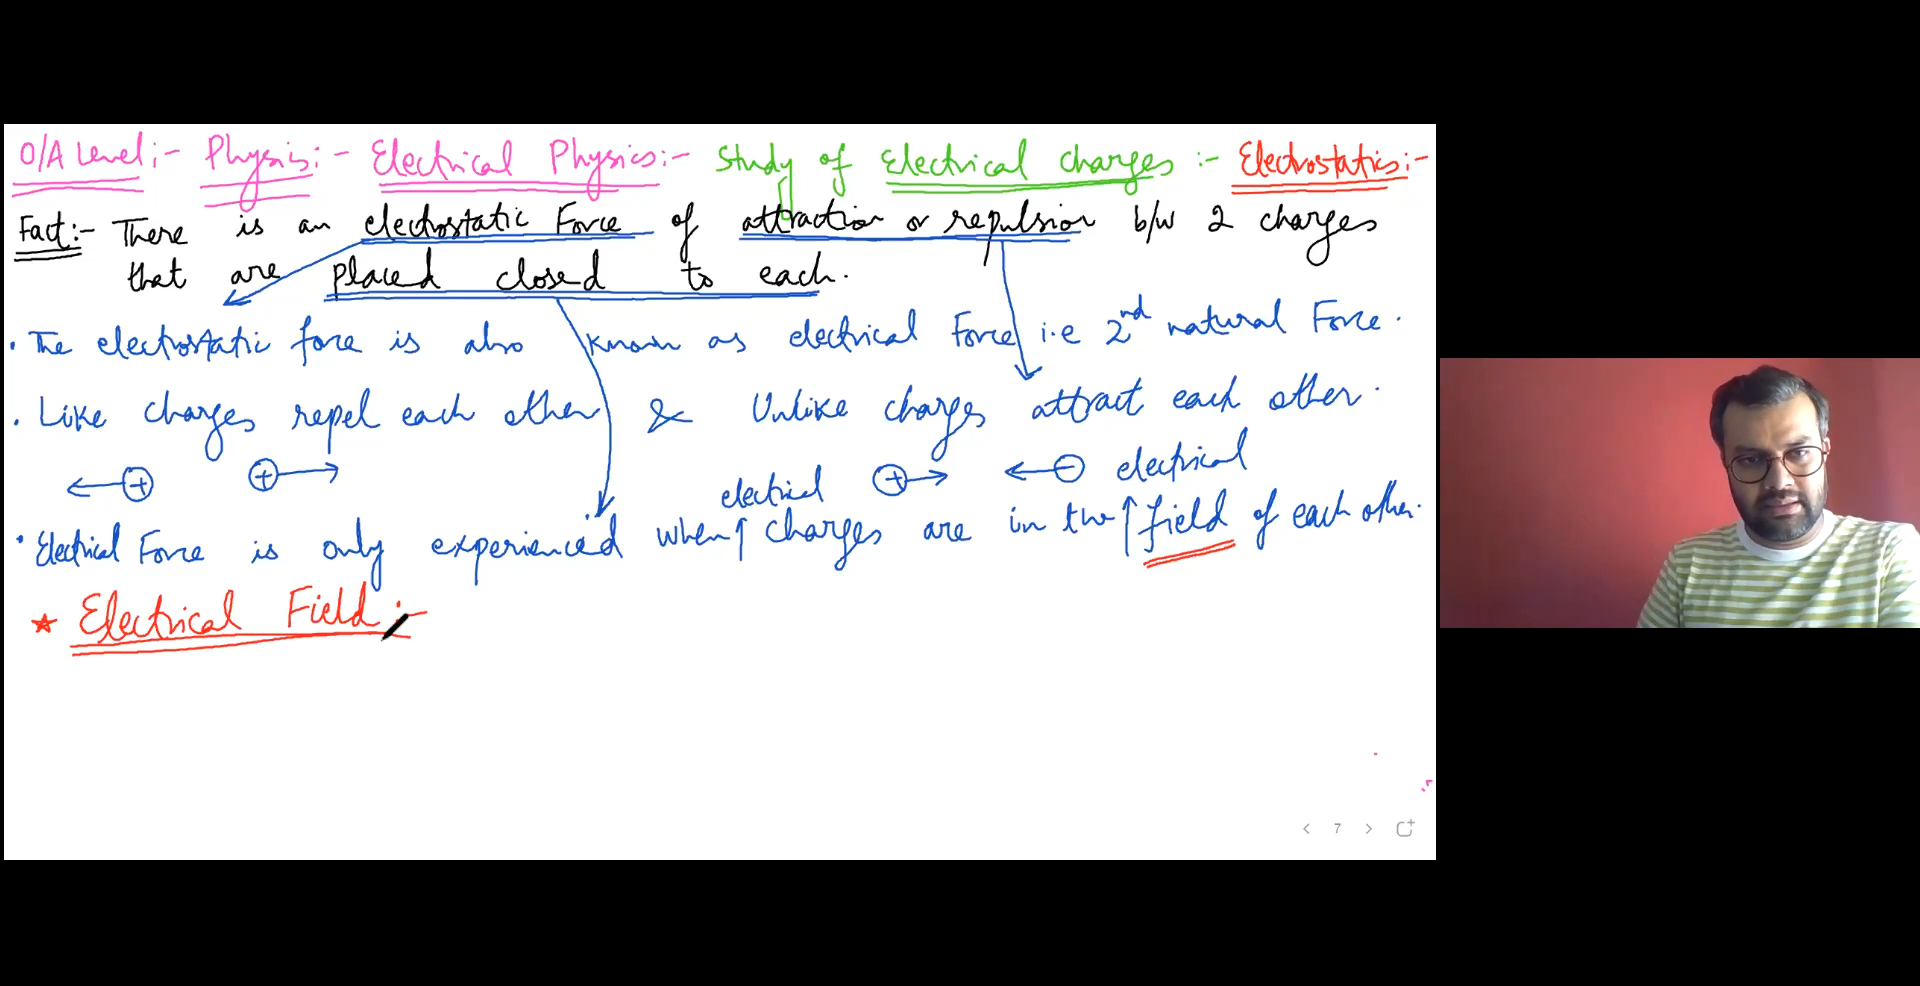 O/A Level:- Physis:- Electrical Physics:- Study of Electrical charges:- Electrostatics:-
Fact:- There is an electrostatic Force of attraction or repulsion b/w 2 charges
that are placed closed to each.
• The electrostatic force is also known as electrical Force i.e 2nd natural Force.
• Like charges repel each other & Unlike charges attract each other.
+ + + - 
• Electrical Force is only experienced when electrical charges are in the electrical field of each other.
* Electrical Field:-
< 7 >